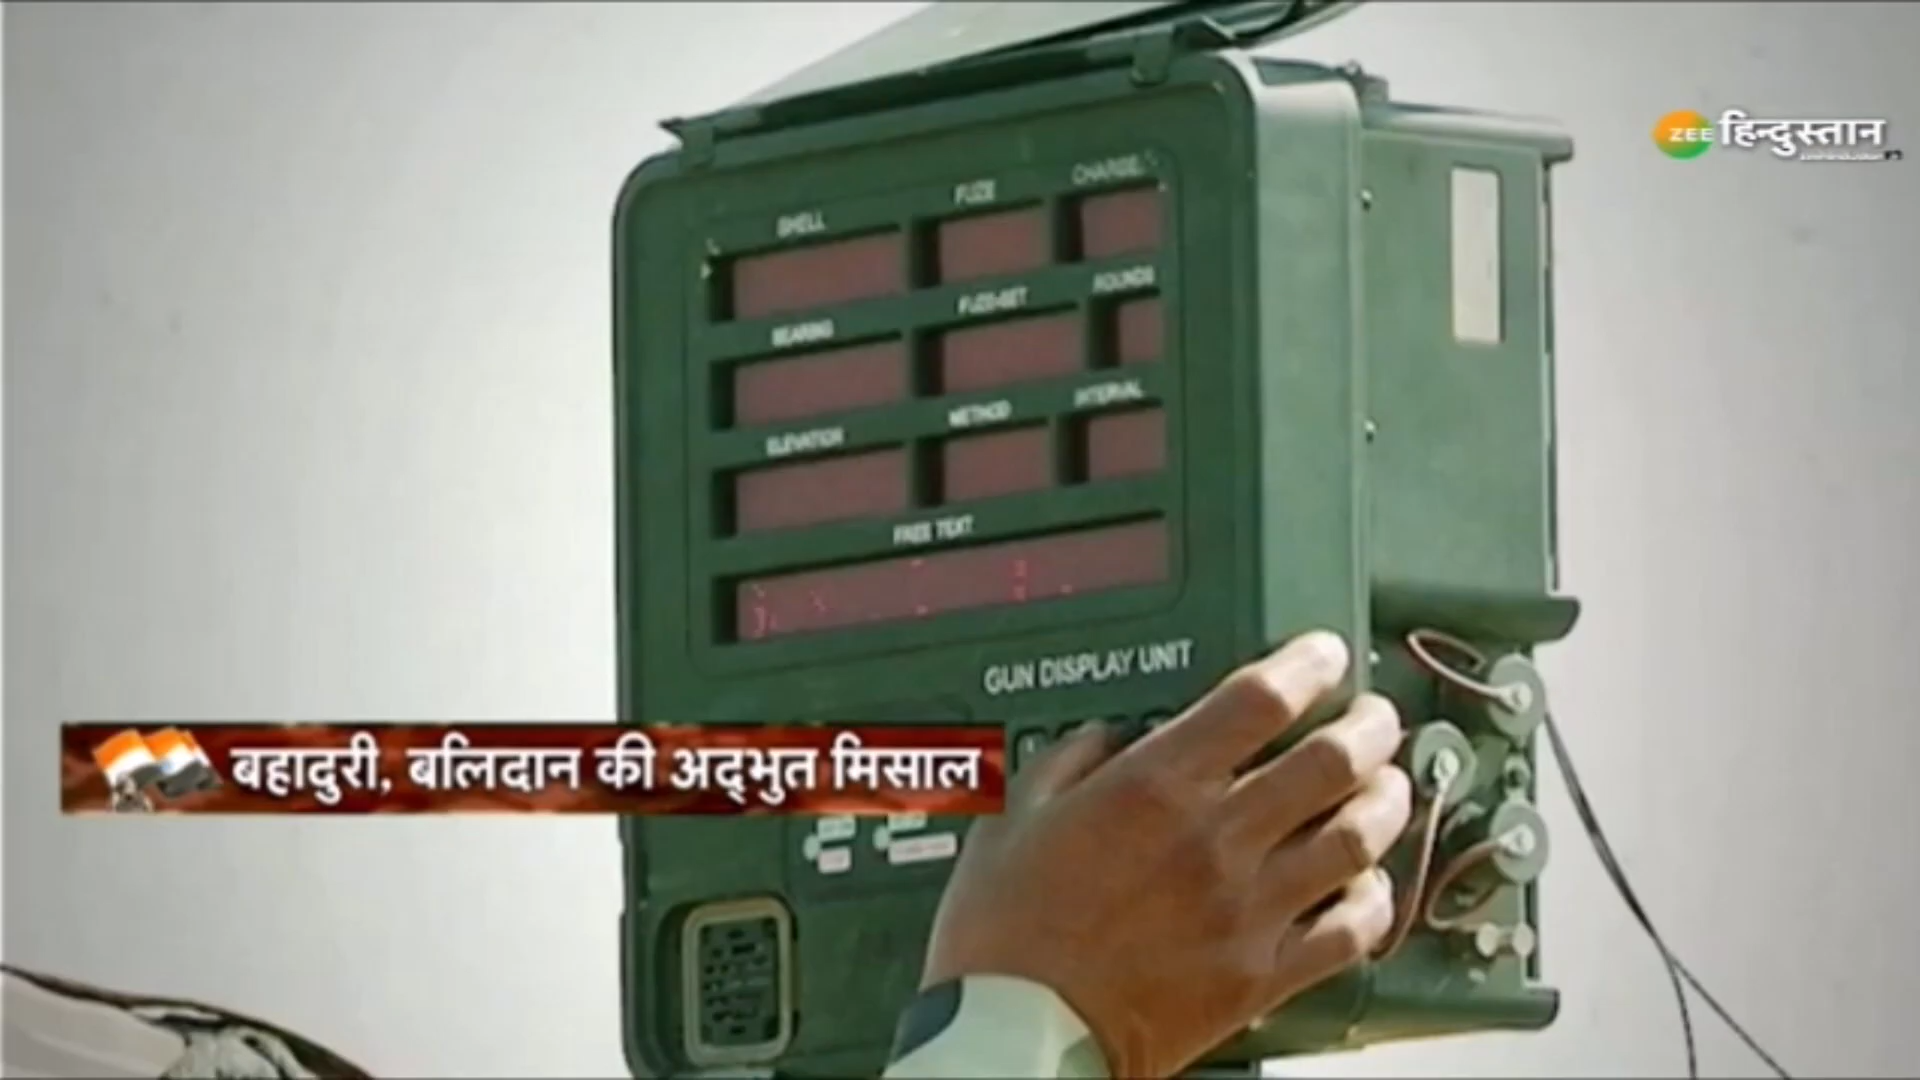 ZEE हिन्दुस्तान
SHELL
FUZE
CHARGE
BEARING
FUZE-SET
ROUNDS
ELEVATION
METHOD
INTERVAL
FREE TEXT
GUN DISPLAY UNIT
बहादुरी, बलिदान की अद्भुत मिसाल